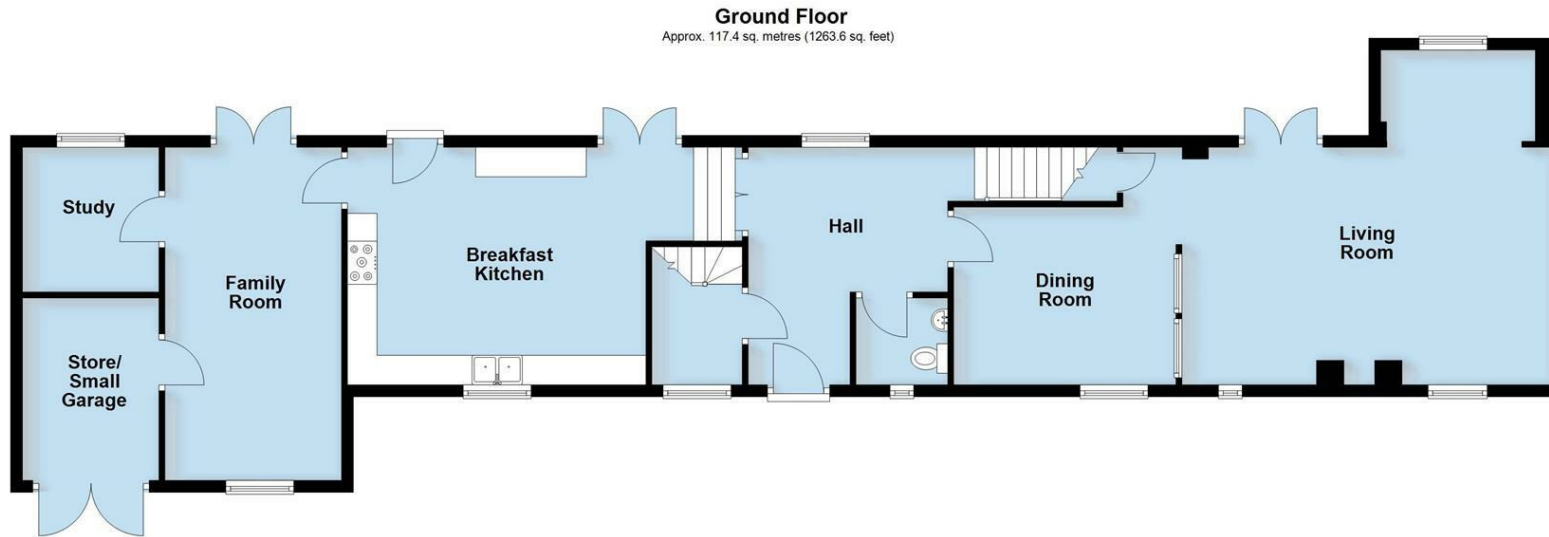 Ground Floor
Approx. 117.4 sq. metres (1263.6 sq. feet)
Study
Family
Room
Store/
Small
Garage
Breakfast
Kitchen
Hall
Dining
Room
Living
Room